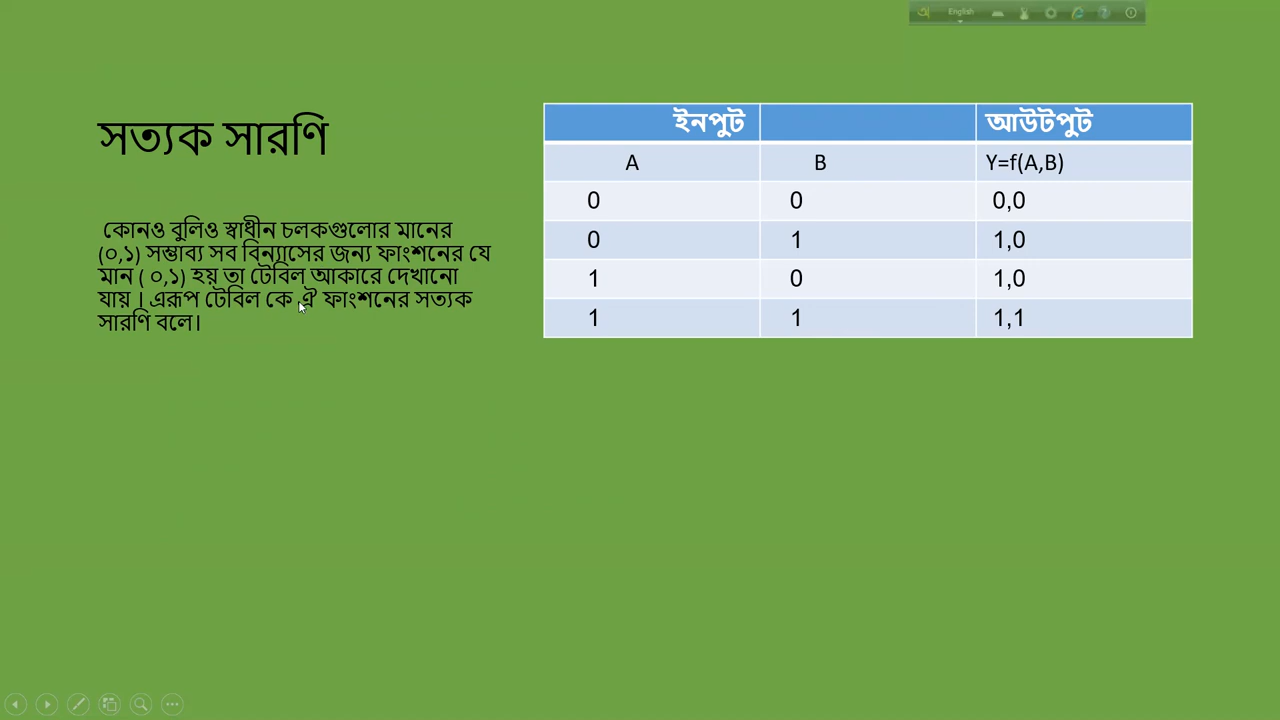 English
সত্যক সারণি
কোনও বুলিও স্বাধীন চলকগুলোর মানের
(০,১) সম্ভাব্য সব বিন্যাসের জন্য ফাংশনের যে
মান ( ০,১) হয় তা টেবিল আকারে দেখানো
যায় । এরূপ টেবিল কে ঐ ফাংশনের সত্যক
সারণি বলে।
ইনপুট আউটপুট
A B Y=f(A,B)
0 0 0,0
0 1 1,0
1 0 1,0
1 1 1,1